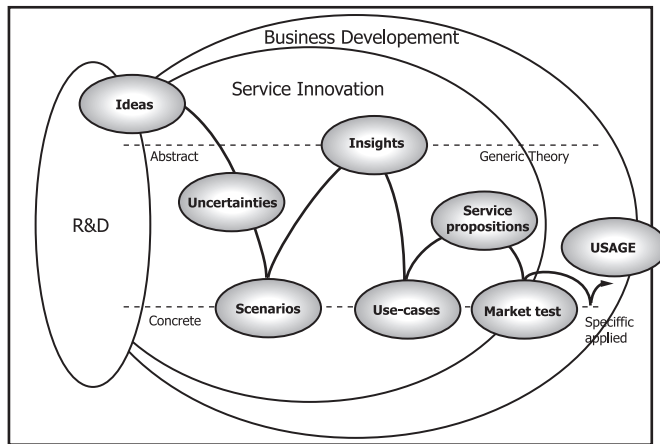 Business Developement
Service Innovation
Ideas
Abstract
Insights
Generic Theory
Uncertainties
Service
propositions
R&D
USAGE
Scenarios
Use-cases
Market test
Concrete
Speciffic
applied